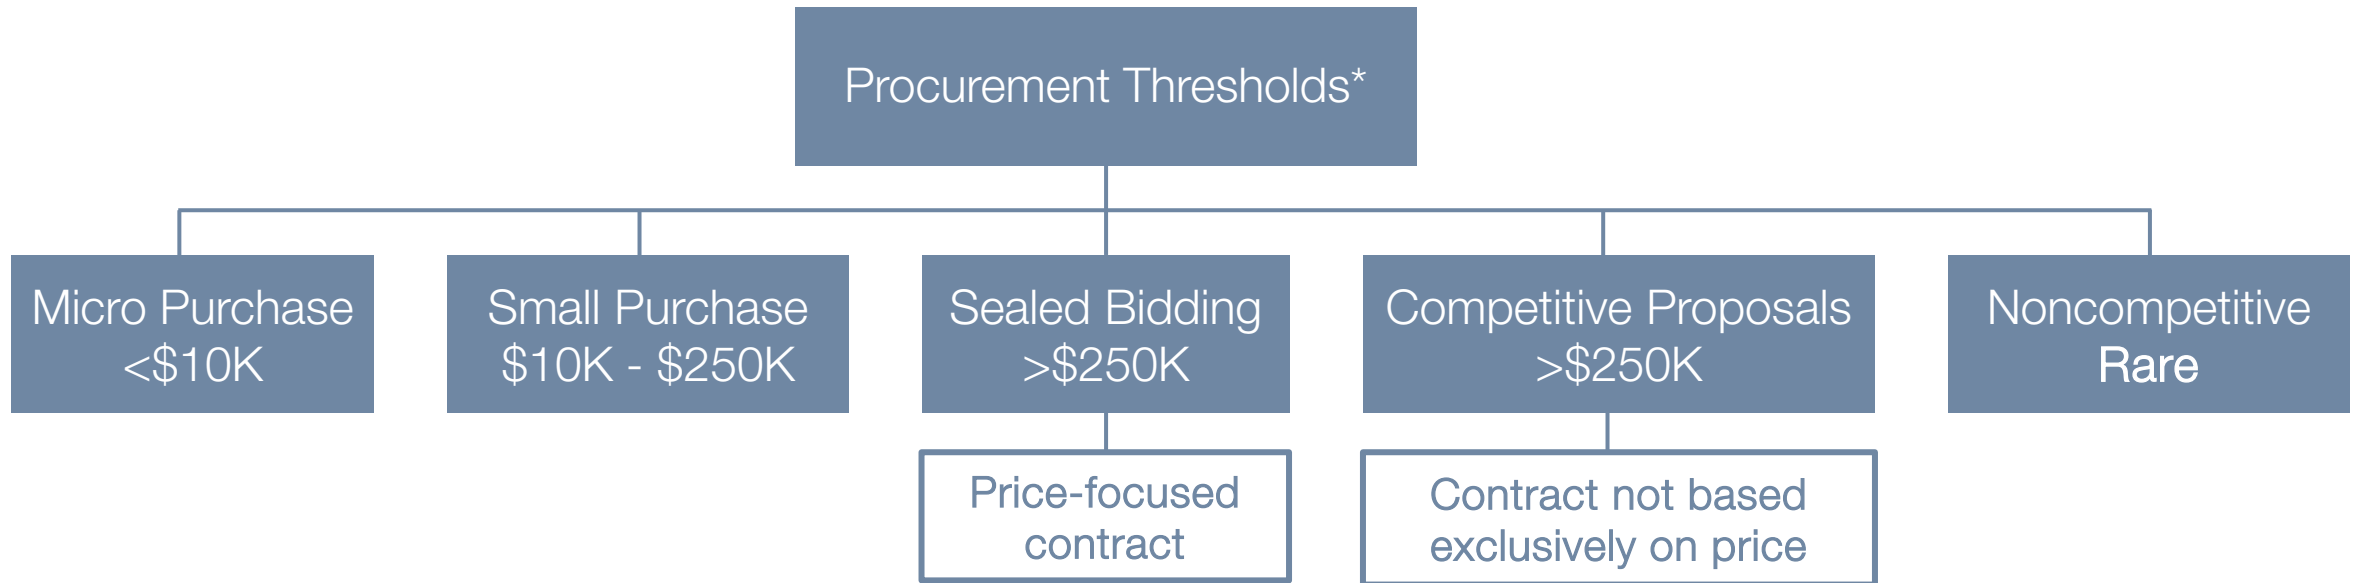 Procurement Thresholds*
Micro Purchase
<$10K
Small Purchase
$10K - $250K
Sealed Bidding
>$250K
Competitive Proposals
>$250K
Noncompetitive
Rare
Price-focused
contract
Contract not based
exclusively on price